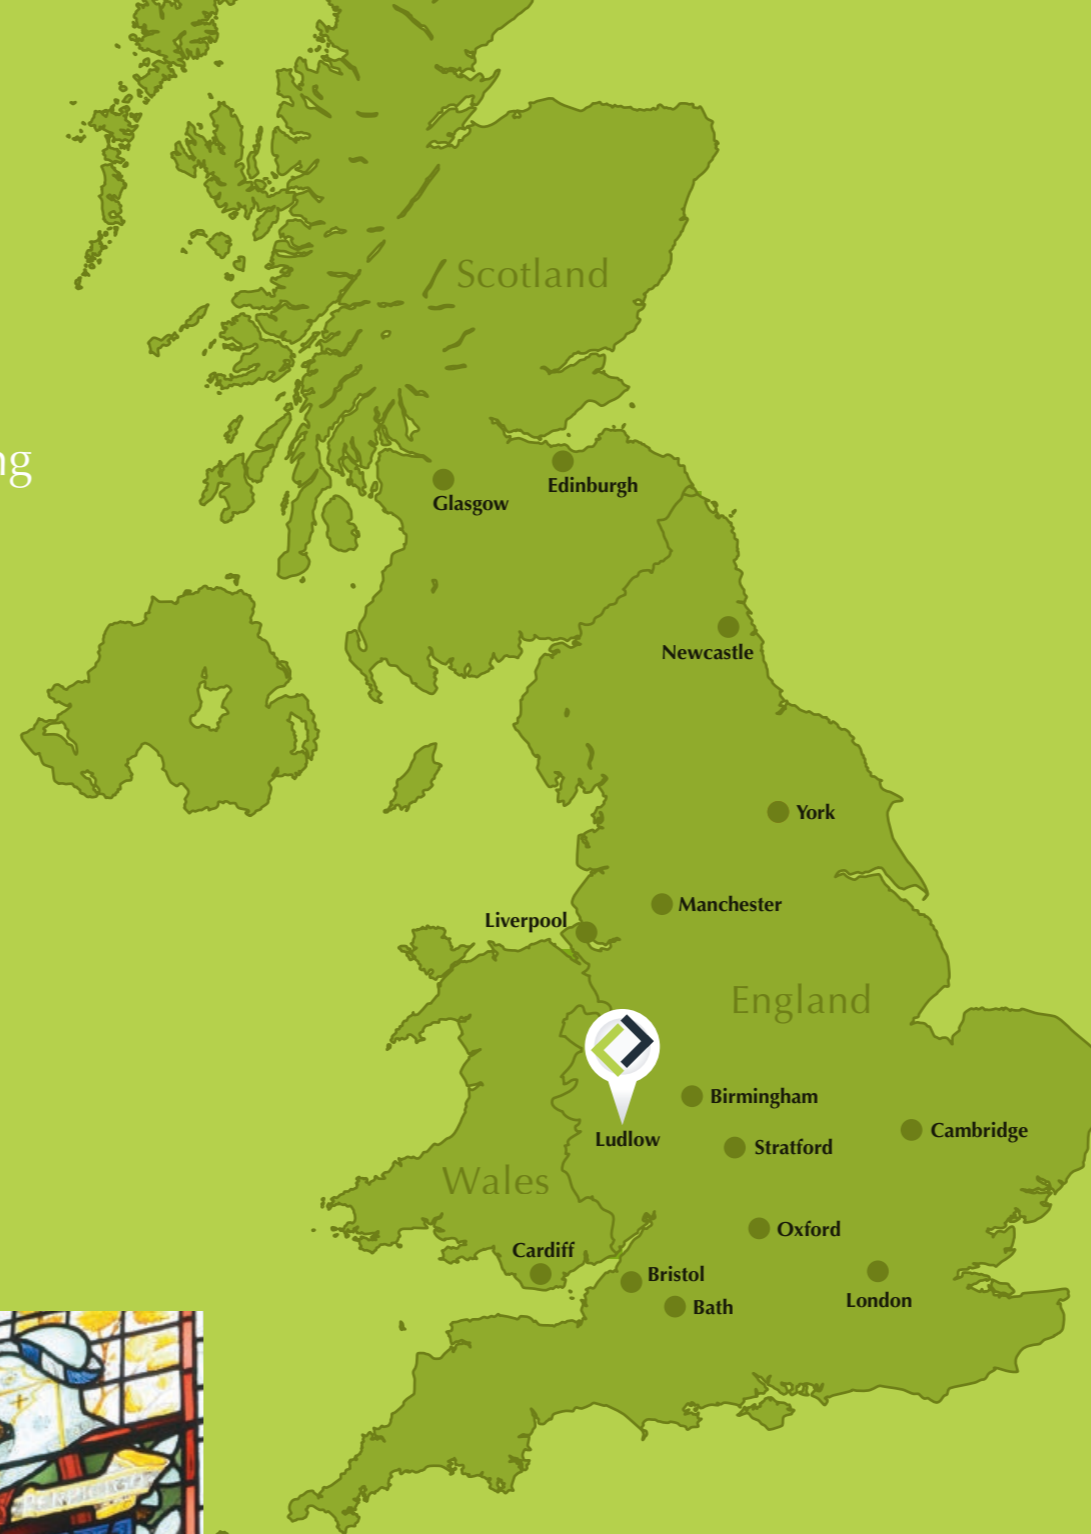 Scotland
ng
Edinburgh
Glasgow
Newcastle
York
Manchester
Liverpool
England
Birmingham
Cambridge
Ludlow
Stratford
Wales
Oxford
Cardiff
Bristol
London
Bath